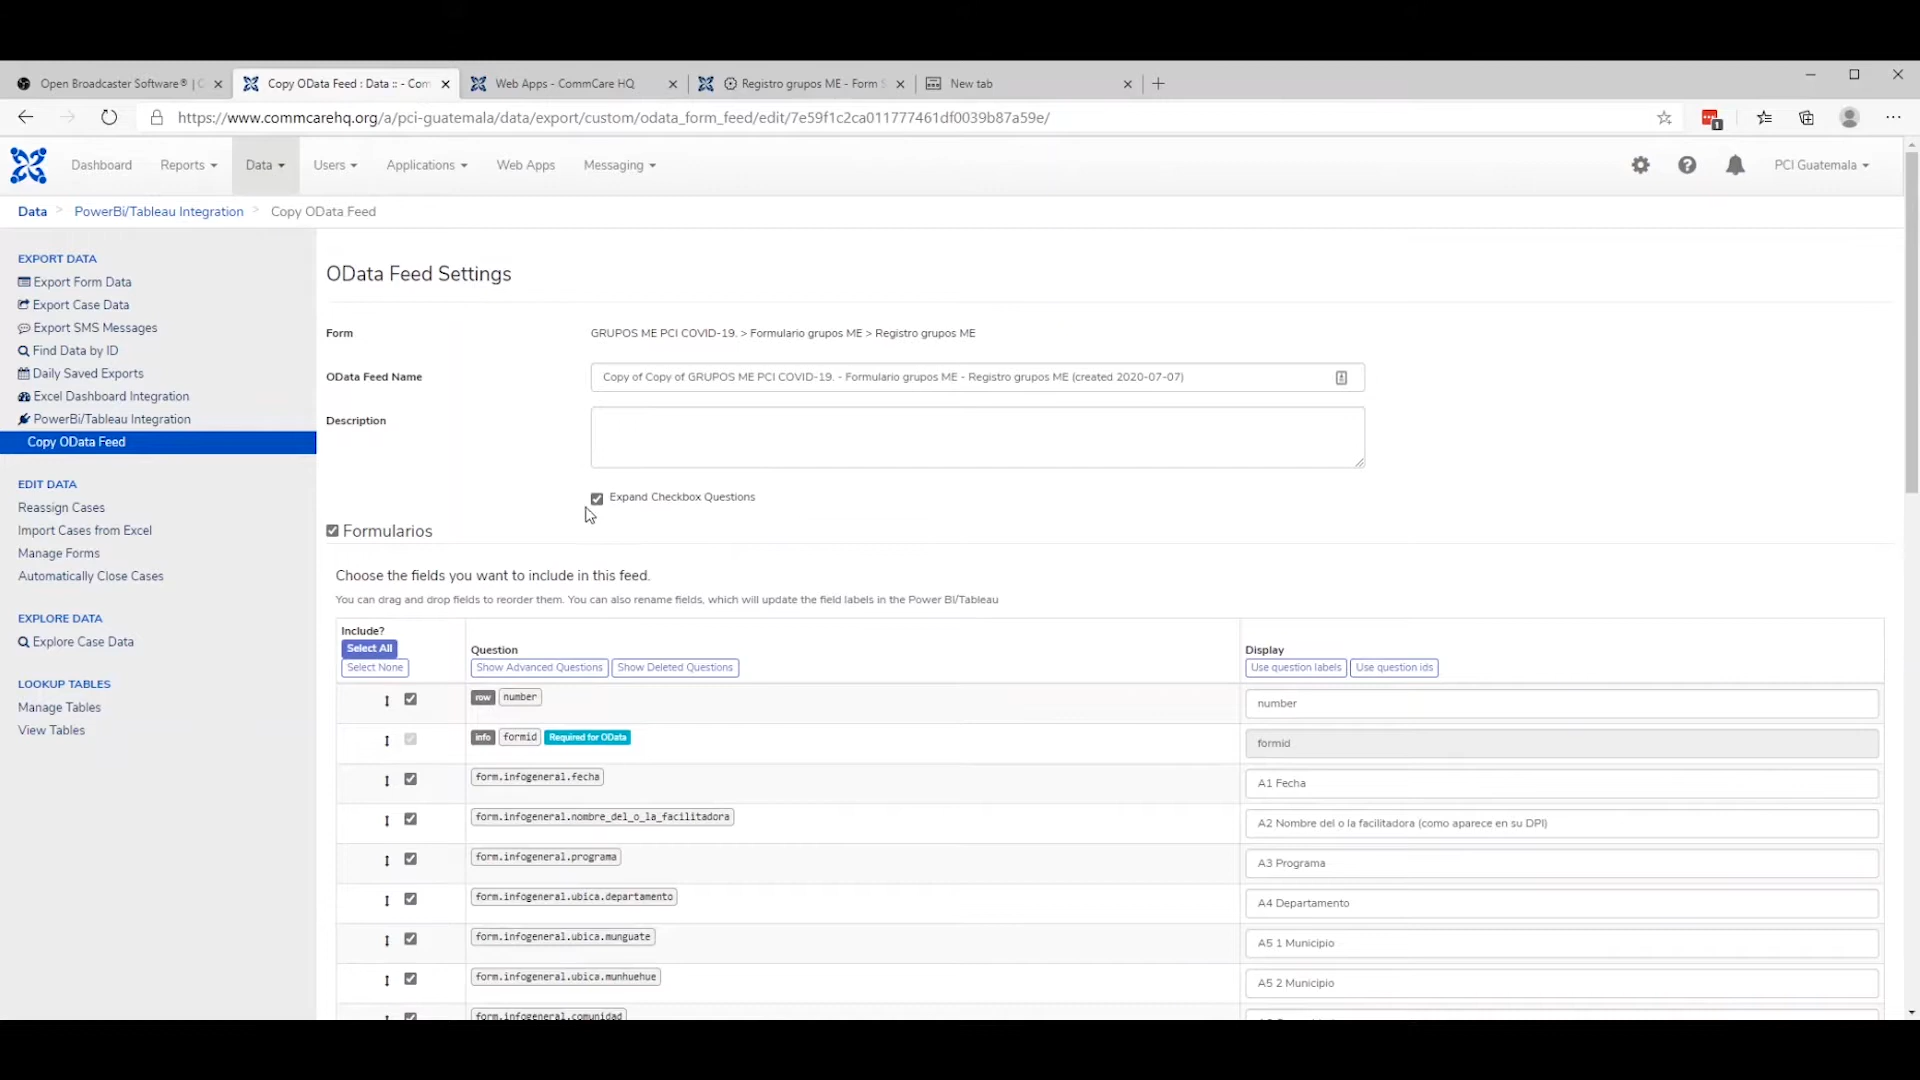 Open Broadcaster Software® | C
Copy OData Feed : Data :: - Com
Web Apps - CommCare HQ
Registro grupos ME - Form S
New tab
https://www.commcarehq.org/a/pci-guatemala/data/export/custom/odata_form_feed/edit/7e59f1c2ca011777461df0039b87a59e/
1
Dashboard
Reports
Data
Users
Applications
Web Apps
Messaging
PCI Guatemala
Data > PowerBi/Tableau Integration > Copy OData Feed
EXPORT DATA
Export Form Data
Export Case Data
Export SMS Messages
Find Data by ID
Daily Saved Exports
Excel Dashboard Integration
PowerBi/Tableau Integration
Copy OData Feed
EDIT DATA
Reassign Cases
Import Cases from Excel
Manage Forms
Automatically Close Cases
EXPLORE DATA
Explore Case Data
LOOKUP TABLES
Manage Tables
View Tables
OData Feed Settings
Form
GRUPOS ME PCI COVID-19. > Formulario grupos ME > Registro grupos ME
OData Feed Name
Copy of Copy of GRUPOS ME PCI COVID-19. - Formulario grupos ME - Registro grupos ME (created 2020-07-07)
Description
Expand Checkbox Questions
Formularios
Choose the fields you want to include in this feed.
You can drag and drop fields to reorder them. You can also rename fields, which will update the field labels in the Power BI/Tableau
Include?
Select All
Select None
Question
Show Advanced Questions
Show Deleted Questions
Display
Use question labels
Use question ids
row number
number
info formid Required for OData
formid
form.infogeneral.fecha
A1 Fecha
form.infogeneral.nombre_del_o_la_facilitadora
A2 Nombre del o la facilitadora (como aparece en su DPI)
form.infogeneral.programa
A3 Programa
form.infogeneral.ubica.departamento
A4 Departamento
form.infogeneral.ubica.munguate
A5 1 Municipio
form.infogeneral.ubica.munhuehue
A5 2 Municipio
form.infogeneral.comunidad